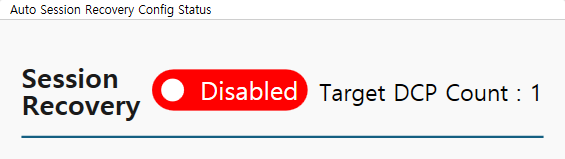 Auto Session Recovery Config Status
Session
Recovery
Disabled
Target DCP Count : 1